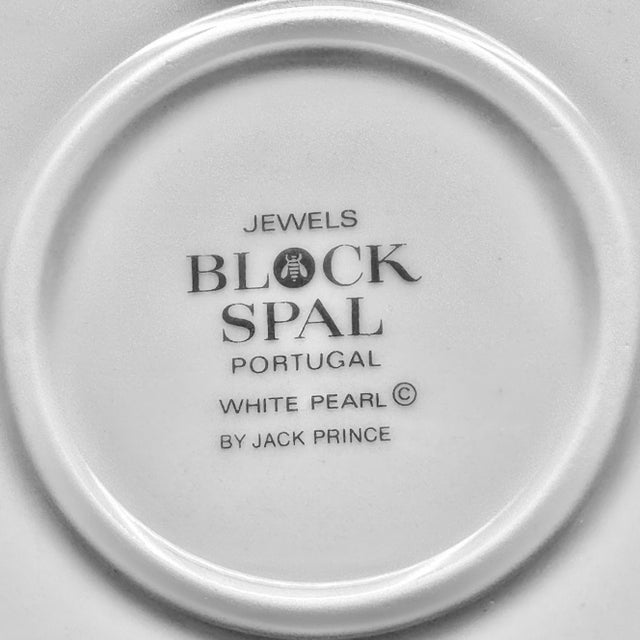 JEWELS
BLOCK
SPAL
PORTUGAL
WHITE PEARL ©
BY JACK PRINCE